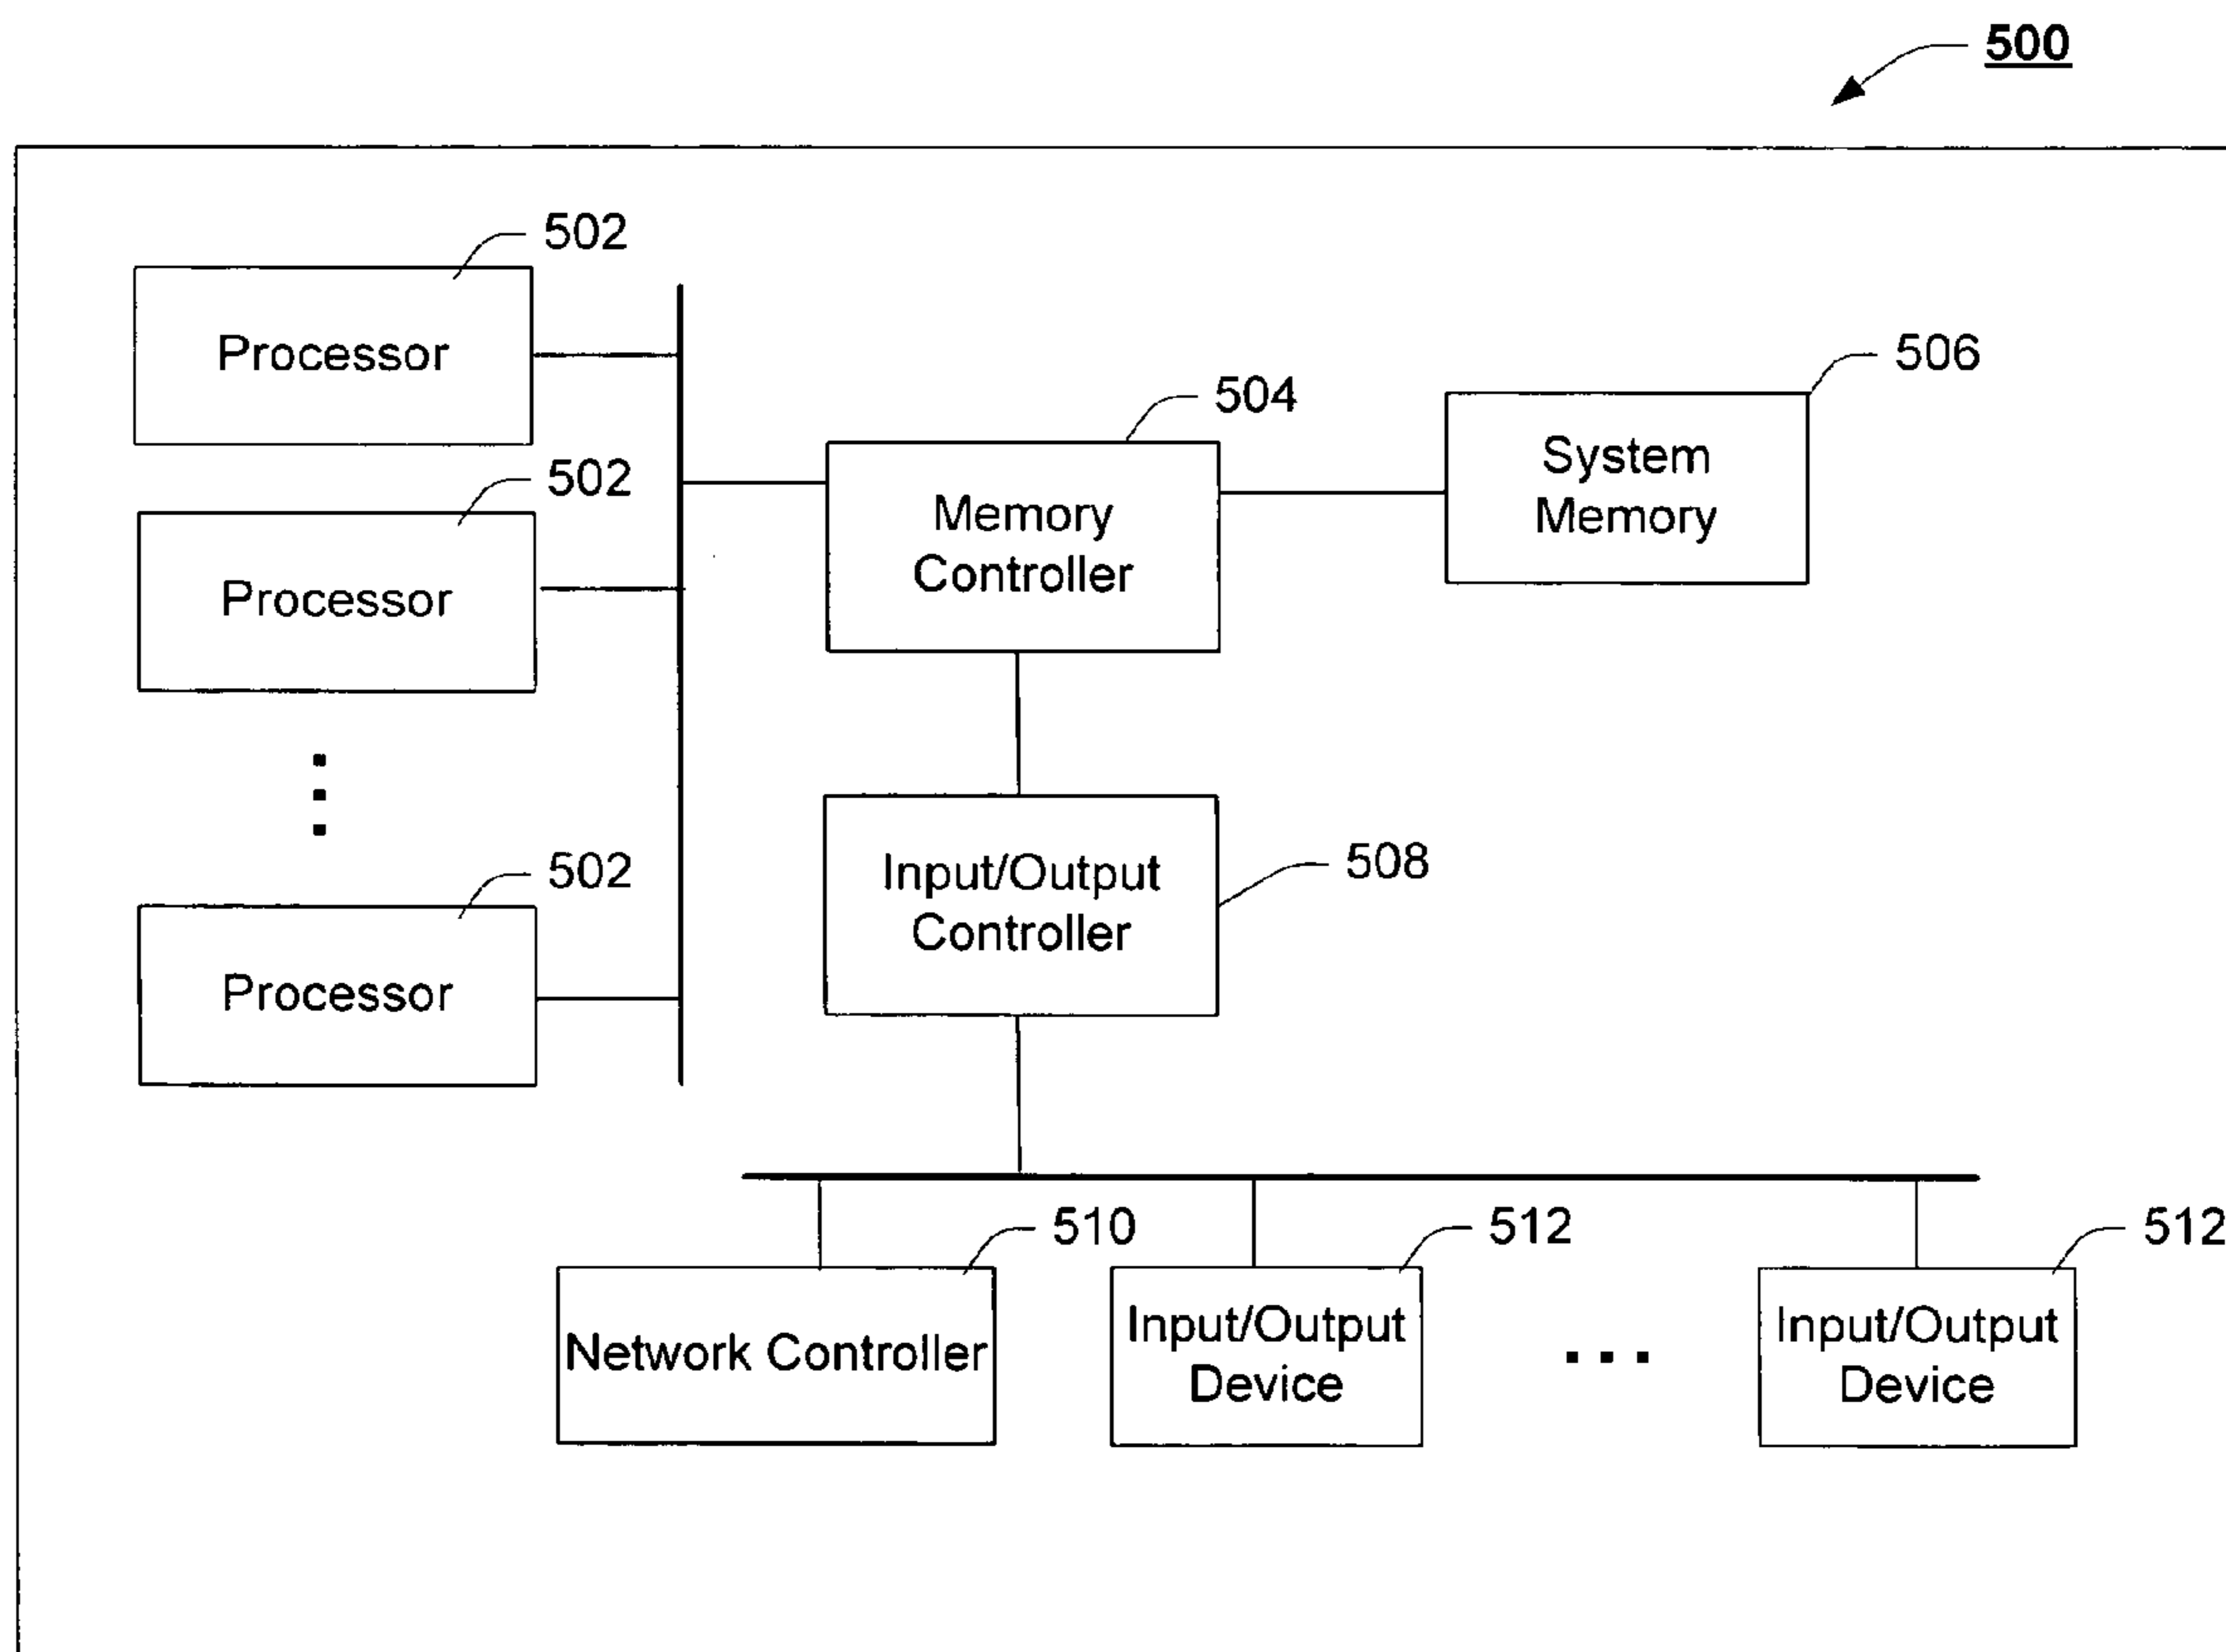 500
502
Processor
502
Processor
502
Processor
504
Memory
Controller
506
System
Memory
508
Input/Output
Controller
510
Network Controller
512
Input/Output
Device
512
Input/Output
Device